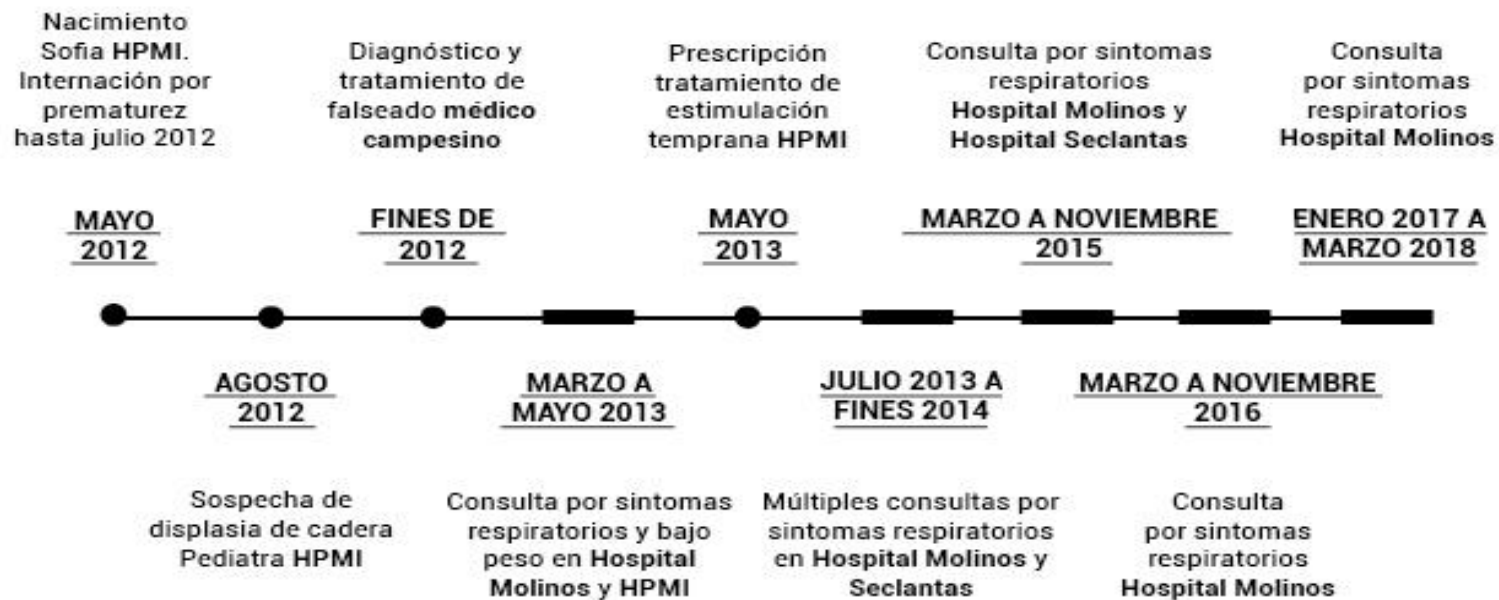 Nacimiento
Sofia HPMI.
Internación por
prematurez
hasta julio 2012
Diagnóstico y
tratamiento de
falseado médico
campesino
Prescripción
tratamiento de
estimulación
temprana HPMI
Consulta por sintomas
respiratorios
Hospital Molinos y
Hospital Seclantas
Consulta
por sintomas
respiratorios
Hospital Molinos
MAYO
2012
FINES DE
2012
MAYO
2013
MARZO A NOVIEMBRE
2015
ENERO 2017 A
MARZO 2018
AGOSTO
2012
MARZO A
MAYO 2013
JULIO 2013 A
FINES 2014
MARZO A NOVIEMBRE
2016
Sospecha de
displasia de cadera
Pediatra HPMI
Consulta por sintomas
respiratorios y bajo
peso en Hospital
Molinos y HPMI
Múltiples consultas por
sintomas respiratorios
en Hospital Molinos y
Seclantas
Consulta
por sintomas
respiratorios
Hospital Molinos